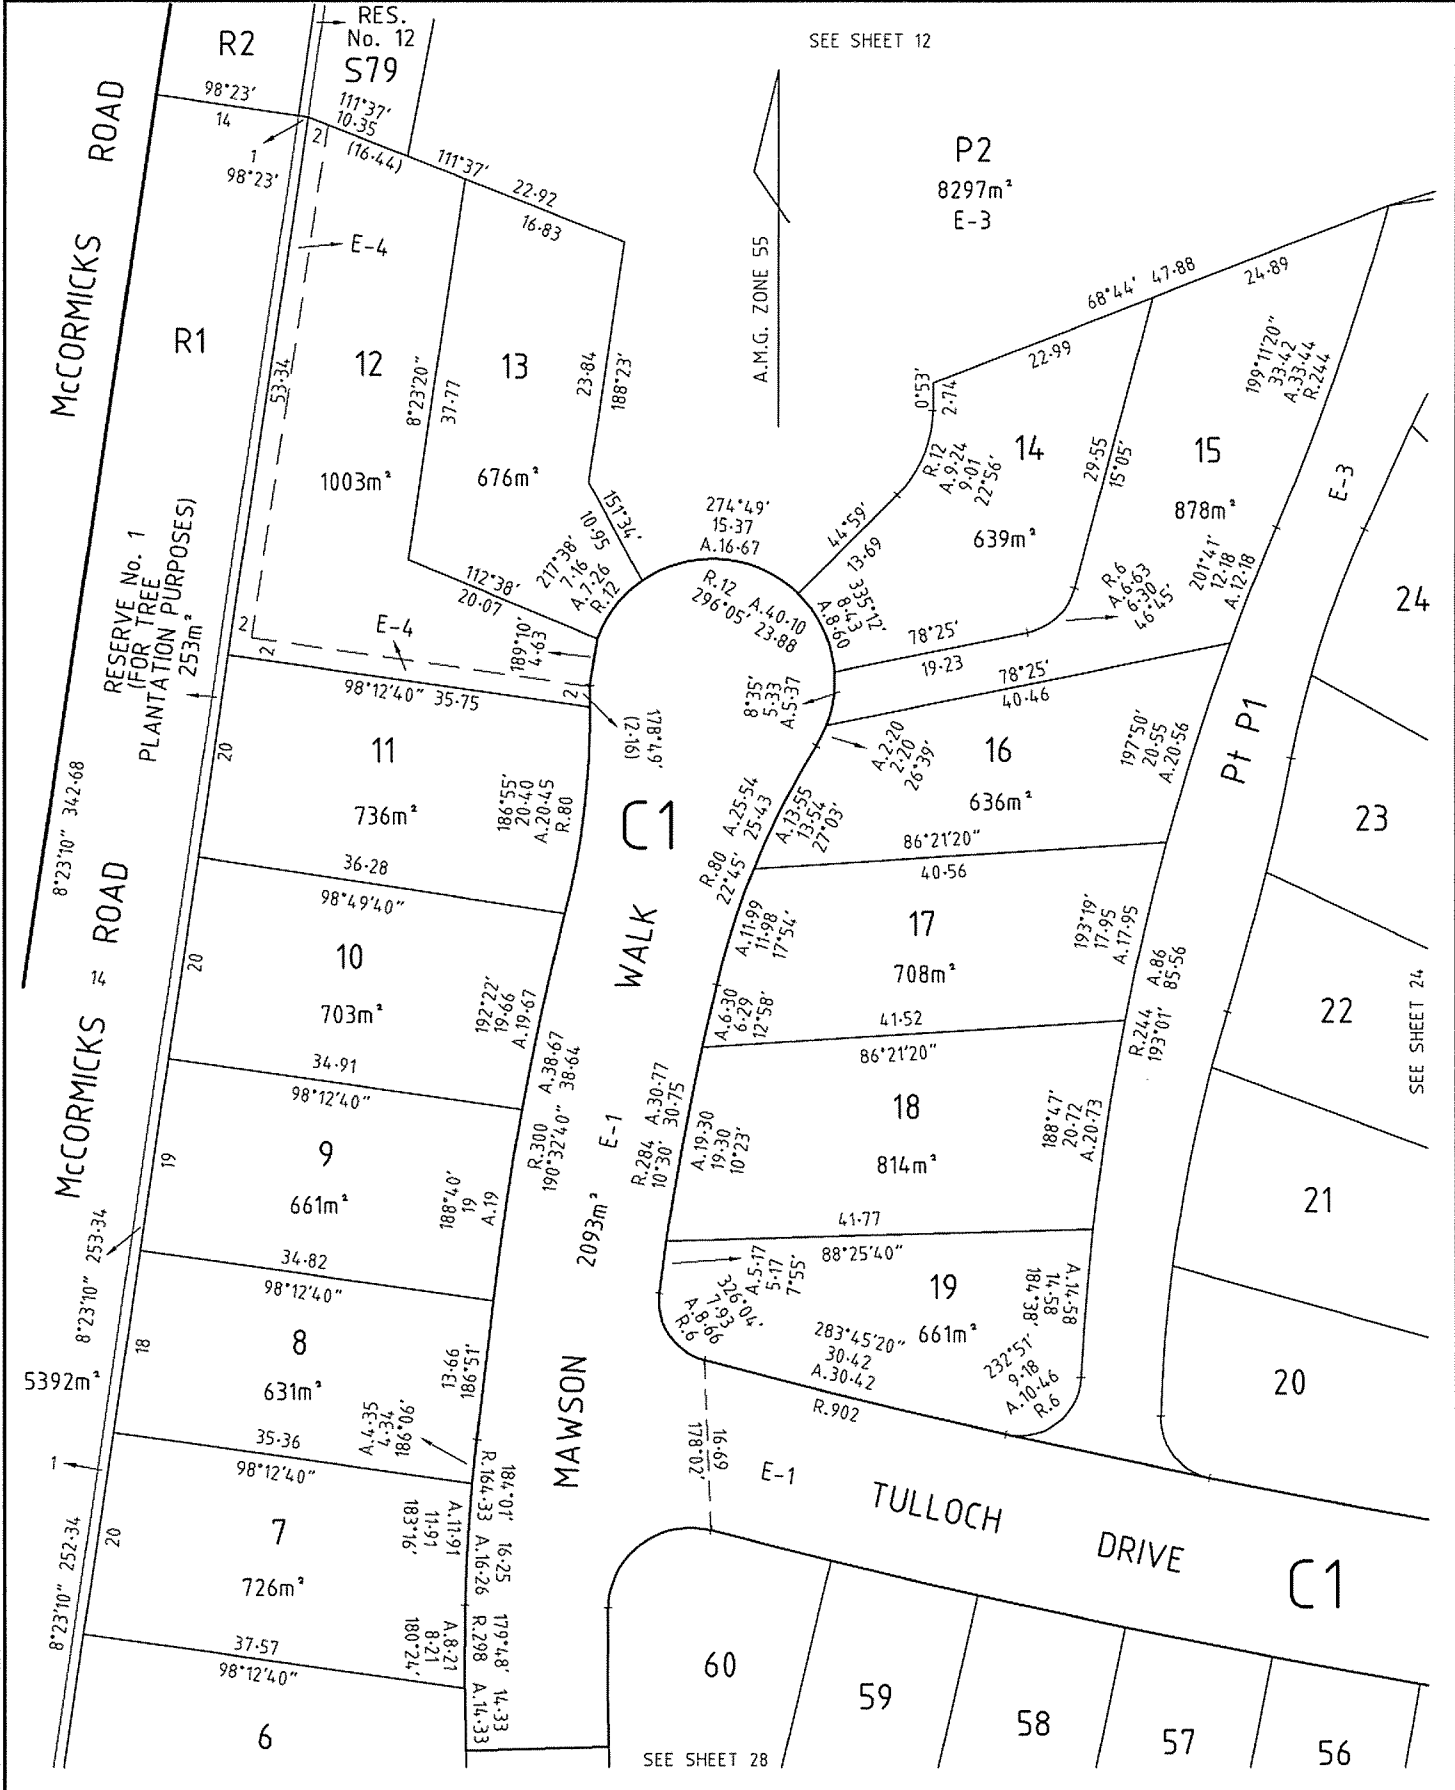 RES.
No. 12
S79
R2
SEE SHEET 12
98°23'
14
111°37'
10·35
(16·44)
2
1
98°23'
111°37'
22·92
16·83
P2
8297m²
E-3
A.M.G. ZONE 55
McCORMICKS ROAD
R1
E-4
53·34
12
1003m²
8°23'20"
37·77
13
676m²
23·84
188°23'
151°34'
10·95
217°38'
7·16
A.7·26
R.12
112°38'
20·07
274°49'
15·37
A.16·67
R.12 A.40·10
296°05' 23·88
44°59'
13·69
335°12'
8·43
A.8·60
0°53'
2·74
R.12
A.9·24
9·01
22°56'
68°44' 47·88
22·99
24·89
14
639m²
29·55
15°05'
15
878m²
199°11'20"
33·42
A.33·44
R.244
E-3
201°41'
12·18
A.12·18
R.6
A.6·63
6·30
46°45'
78°25'
19·23
78°25'
40·46
24
RESERVE No. 1
(FOR TREE
PLANTATION PURPOSES)
253m²
2
2
E-4
189°10'
4·63
98°12'40" 35·75
2
178°49'
(2·16)
8°35'
5·33
A.5·37
A.2·20
2·20
26°39'
16
636m²
197°50'
20·55
A.20·56
Pt P1
8°23'10" 342·68
20
11
736m²
186°55'
20·40
A.20·45
R.80
C1
A.25·54
25·43
R.80
22°45'
A.13·55
13·54
27°03'
86°21'20"
40·56
23
36·28
98°49'40"
McCORMICKS ROAD
14
20
10
703m²
192°22'
19·66
A.19·67
MAWSON WALK
A.11·99
11·98
17°54'
17
708m²
193°19'
17·95
A.17·95
A.86
85·56
R.244
193°01'
22
SEE SHEET 24
34·91
98°12'40"
A.38·67
38·64
R.300
190°32'40"
E-1
A.6·30
6·29
12°58'
41·52
86°21'20"
19
9
661m²
188°40'
19
A.19
2093m²
A.30·77
30·75
R.284
10°30'
A.19·30
19·30
10°23'
18
814m²
188°47'
20·72
A.20·73
21
8°23'10" 253·34
34·82
98°12'40"
41·77
88°25'40"
A.5·17
5·17
7°55'
326°04'
7·93
A.8·66
R.6
19
661m²
A.14·58
14·58
184°38'
283°45'20"
30·42
A.30·42
R.902
232°51'
9·18
A.10·46
R.6
20
5392m²
18
8
631m²
13·66
186°51'
A.4·35
4·34
186°06'
35·36
98°12'40"
1
184°01' 16·25
R.164·33 A.16·26
16·69
178°02'
E-1
TULLOCH DRIVE
C1
8°23'10" 252·34
20
7
726m²
A.11·91
11·91
183°16'
A.8·21
8·21
180°24'
179°48' 14·33
R.298 A.14·33
37·57
98°12'40"
6
60
59
58
57
56
SEE SHEET 28